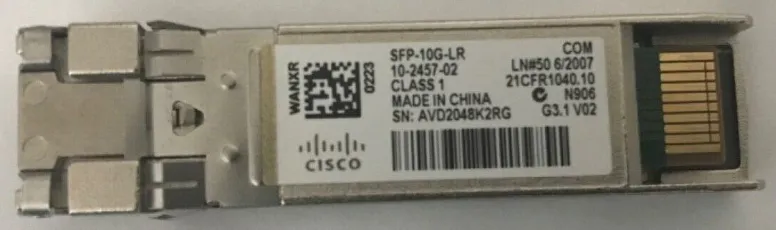 WANXR
0223
SFP-10G-LR
10-2457-02
CLASS 1
MADE IN CHINA
SN: AVD2048K2RG
COM
LN#50 6/2007
21CFR1040.10
N906
G3.1 V02
CISCO